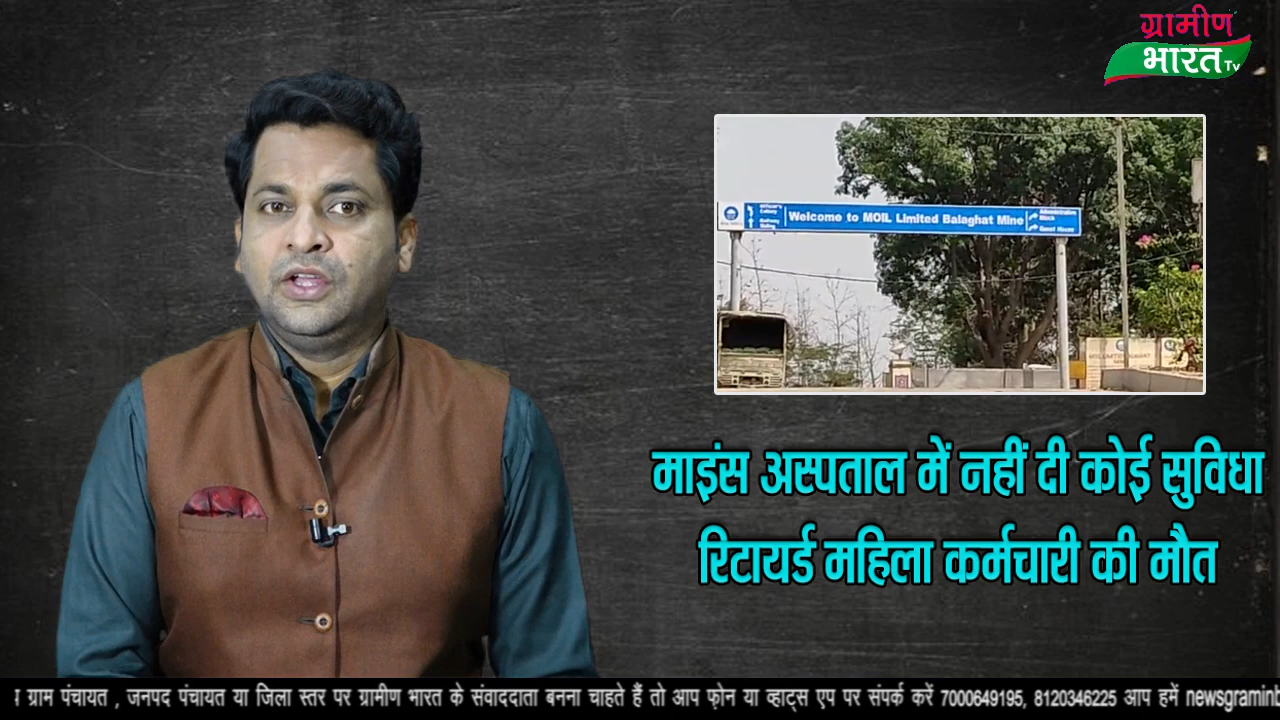 ग्रामीण
भारत Tv
Officer's
Colony
Railway
Siding
Welcome to MOIL Limited Balaghat Mine
Administrative
Block
Guest House
माइंस अस्पताल में नहीं दी कोई सुविधा
रिटायर्ड महिला कर्मचारी की मौत
ग्राम पंचायत , जनपद पंचायत या जिला स्तर पर ग्रामीण भारत के संवाददाता बनना चाहते हैं तो आप फ़ोन या व्हाट्स एप पर संपर्क करें 7000649195, 8120346225 आप हमें newsgraminb